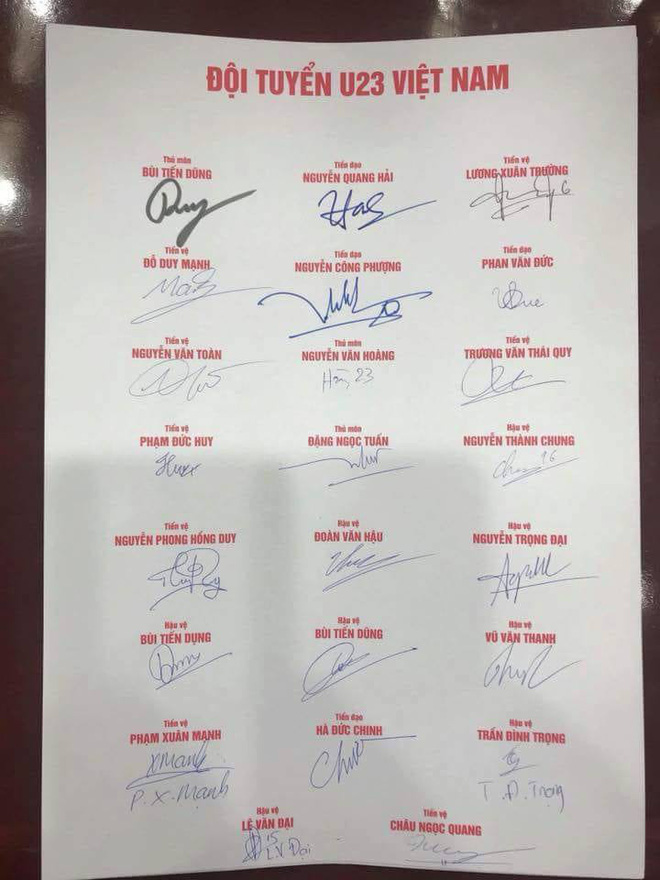 ĐỘI TUYỂN U23 VIỆT NAM
Thủ môn
BÙI TIẾN DŨNG
Tiền đạo
NGUYỄN QUANG HẢI
Tiền vệ
LƯƠNG XUÂN TRƯỜNG
6
Tiền vệ
ĐỖ DUY MẠNH
Tiền đạo
NGUYỄN CÔNG PHƯỢNG
Tiền đạo
PHAN VĂN ĐỨC
Tiền vệ
NGUYỄN VĂN TOÀN
Thủ môn
NGUYỄN VĂN HOÀNG
23
Tiền vệ
TRƯƠNG VĂN THÁI QUÝ
Tiền vệ
PHẠM ĐỨC HUY
Thủ môn
ĐẶNG NGỌC TUẤN
Hậu vệ
NGUYỄN THÀNH CHUNG
16
Tiền vệ
NGUYỄN PHONG HỒNG DUY
Hậu vệ
ĐOÀN VĂN HẬU
Hậu vệ
NGUYỄN TRỌNG ĐẠI
Hậu vệ
BÙI TIẾN DỤNG
Hậu vệ
BÙI TIẾN DŨNG
Hậu vệ
VŨ VĂN THANH
Tiền vệ
PHẠM XUÂN MẠNH
XManh
P.X.Mạnh
Tiền đạo
HÀ ĐỨC CHINH
Hậu vệ
TRẦN ĐÌNH TRỌNG
T.Đ.Trọng
Hậu vệ
LÊ VĂN ĐẠI
15
L.V Đại
Tiền vệ
CHÂU NGỌC QUANG